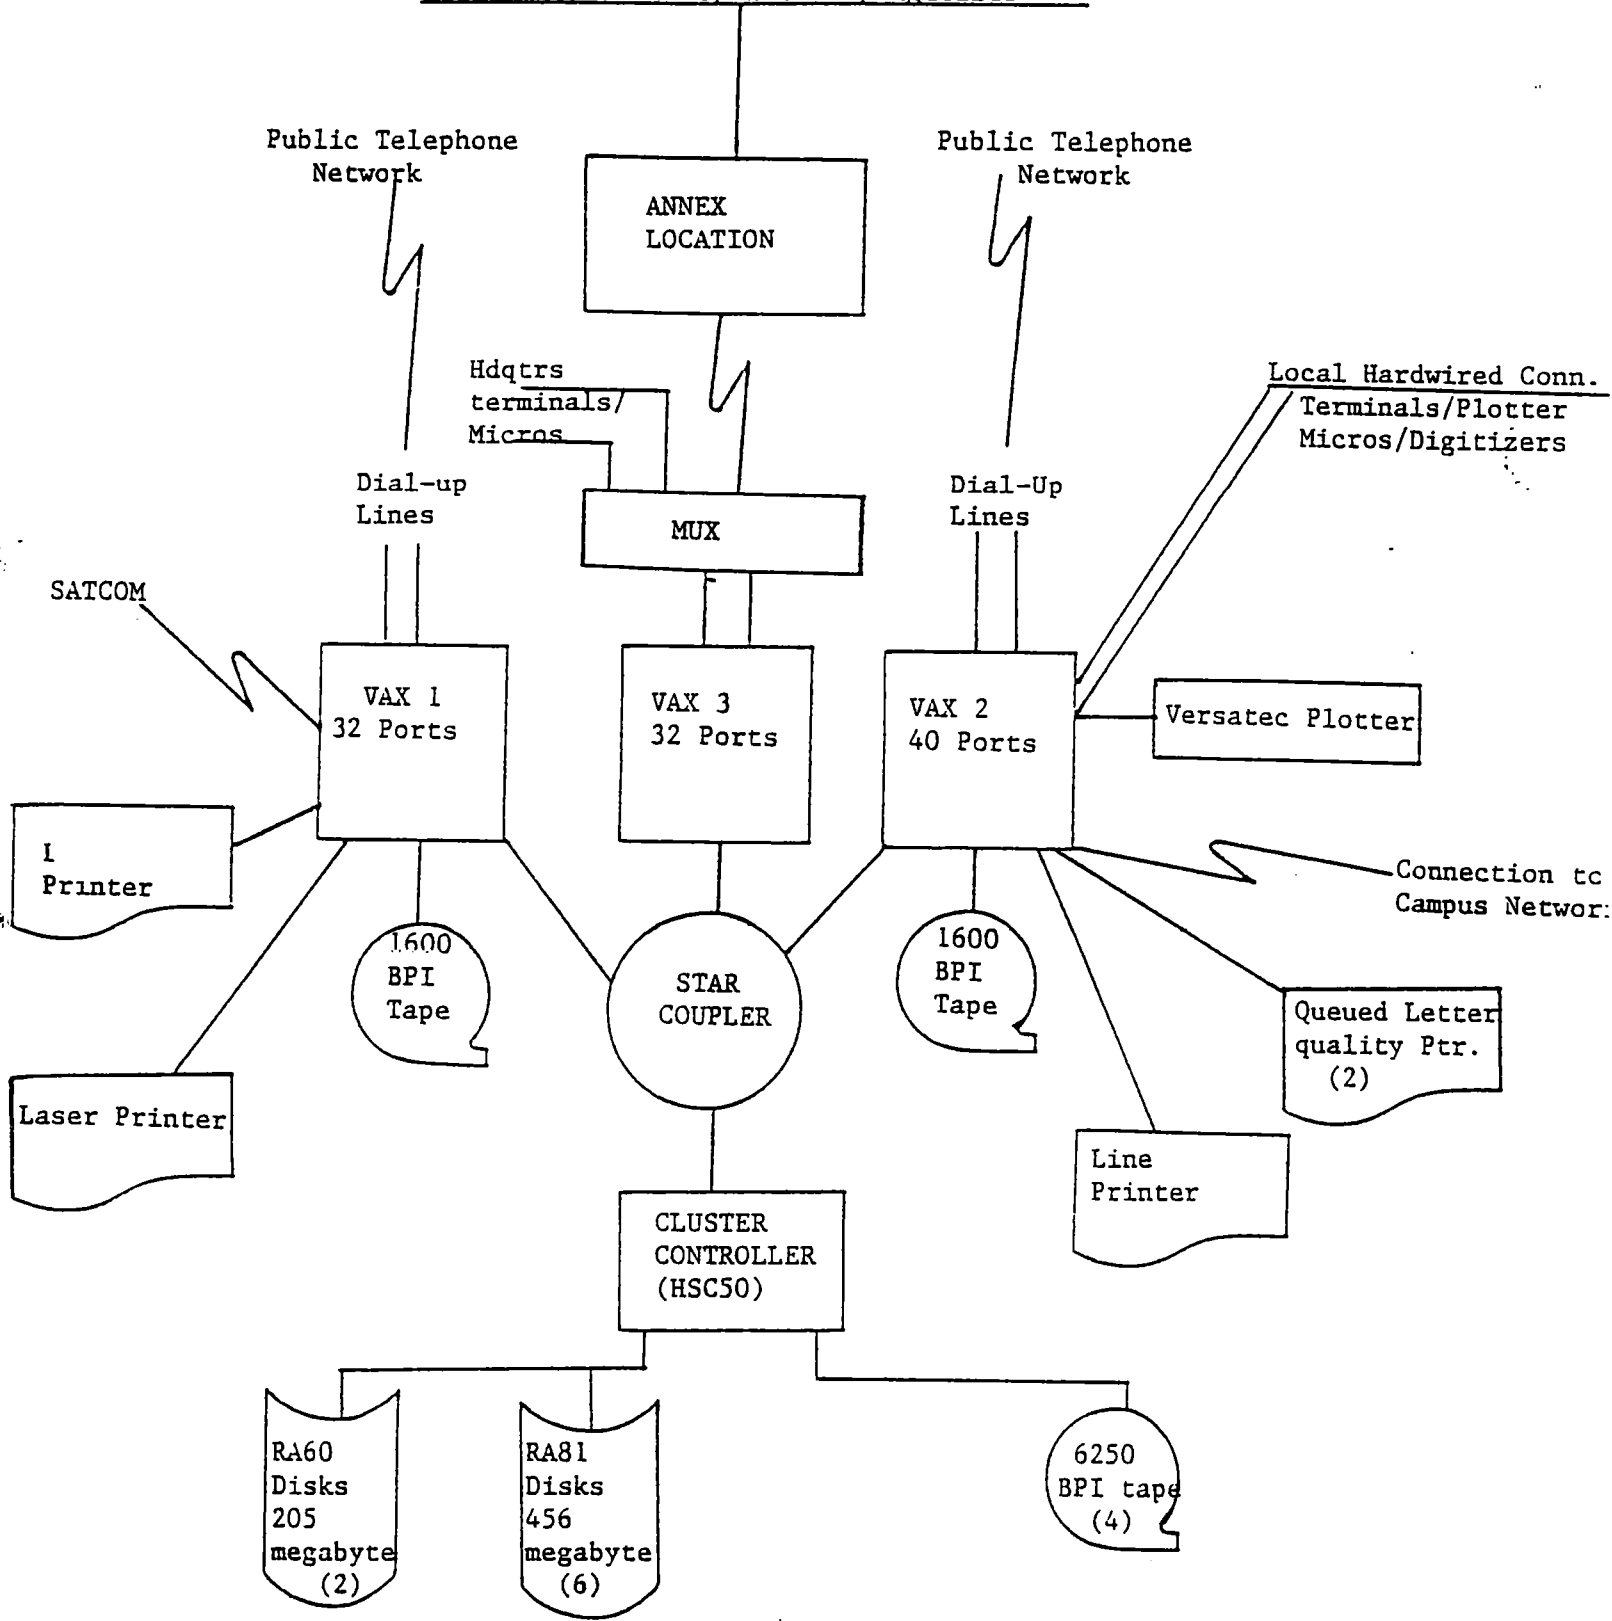 Public Telephone
Network
Public Telephone
Network
ANNEX
LOCATION
Hdqtrs
terminals/
Micros
Local Hardwired Conn.
Terminals/Plotter
Micros/Digitizers
Dial-up
Lines
Dial-Up
Lines
MUX
SATCOM
VAX 1
32 Ports
VAX 3
32 Ports
VAX 2
40 Ports
Versatec Plotter
Printer
Connection
Campus
1600
BPI
Tape
STAR
COUPLER
1600
BPI
Tape
Queued Letter
quality Ptr.
(2)
Laser Printer
Line
Printer
CLUSTER
CONTROLLER
(HSC50)
RA60
Disks
205
megabyte
(2)
RA81
Disks
456
megabyte
(6)
6250
BPI tape
(4)